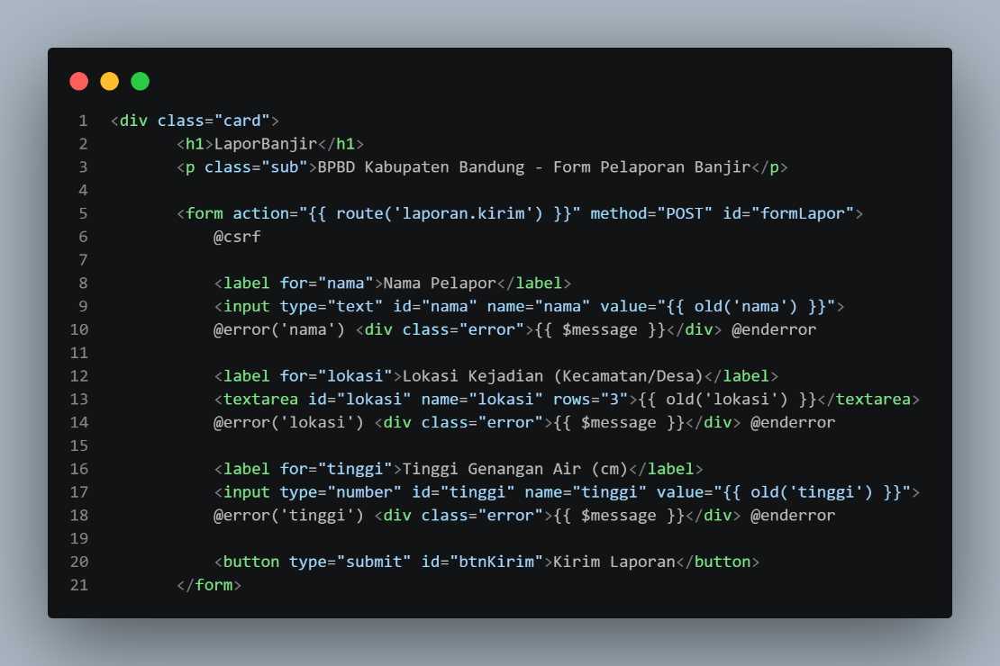 1 <div class="card">
2 <h1>LaporBanjir</h1>
3 <p class="sub">BPBD Kabupaten Bandung - Form Pelaporan Banjir</p>
4
5 <form action="{{ route('laporan.kirim') }}" method="POST" id="formLapor">
6 @csrf
7
8 <label for="nama">Nama Pelapor</label>
9 <input type="text" id="nama" name="nama" value="{{ old('nama') }}">
10 @error('nama') <div class="error">{{ $message }}</div> @enderror
11
12 <label for="lokasi">Lokasi Kejadian (Kecamatan/Desa)</label>
13 <textarea id="lokasi" name="lokasi" rows="3">{{ old('lokasi') }}</textarea>
14 @error('lokasi') <div class="error">{{ $message }}</div> @enderror
15
16 <label for="tinggi">Tinggi Genangan Air (cm)</label>
17 <input type="number" id="tinggi" name="tinggi" value="{{ old('tinggi') }}">
18 @error('tinggi') <div class="error">{{ $message }}</div> @enderror
19
20 <button type="submit" id="btnKirim">Kirim Laporan</button>
21 </form>